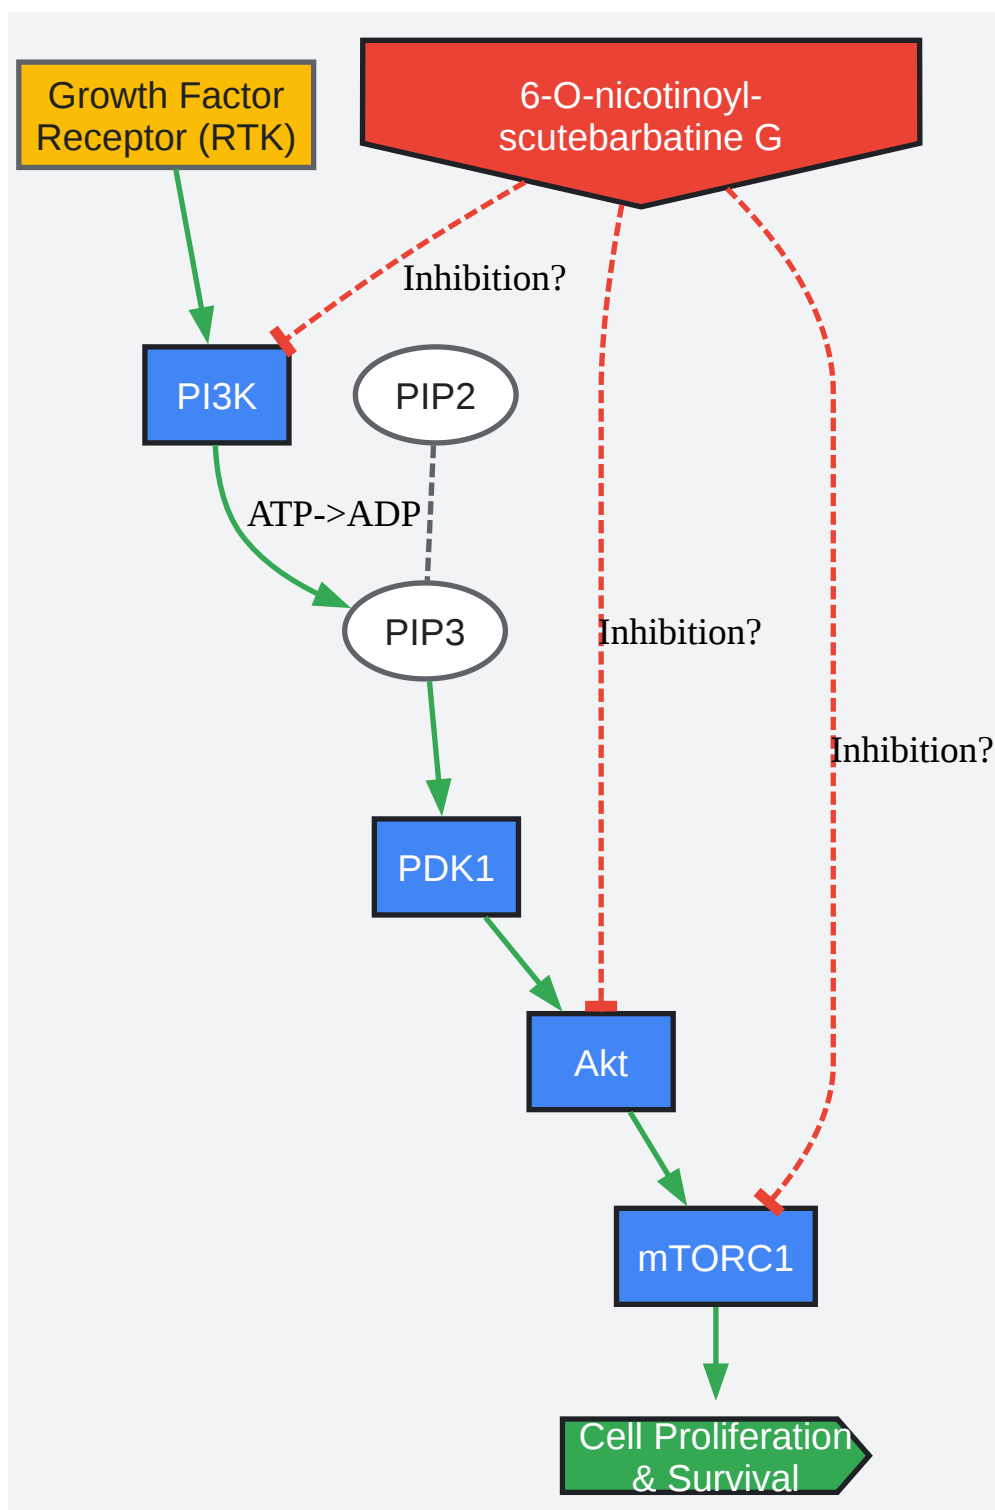 Growth Factor
Receptor (RTK)
6-O-nicotinoyl-
scutebarbatine G
Inhibition?
PI3K
PIP2
ATP->ADP
PIP3
Inhibition?
Inhibition?
PDK1
Akt
mTORC1
Cell Proliferation
& Survival